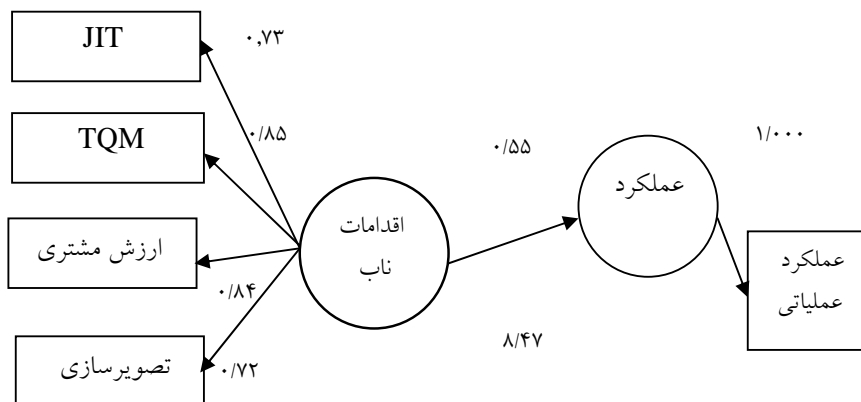 JIT
۰,۷۳
TQM
۰/۸۵
۰/۵۵
۱/۰۰۰
عملکرد
اقدامات
ناب
ارزش مشتری
عملکرد
عملیاتی
۰/۸۴
۸/۴۷
تصویرسازی
۰/۷۲